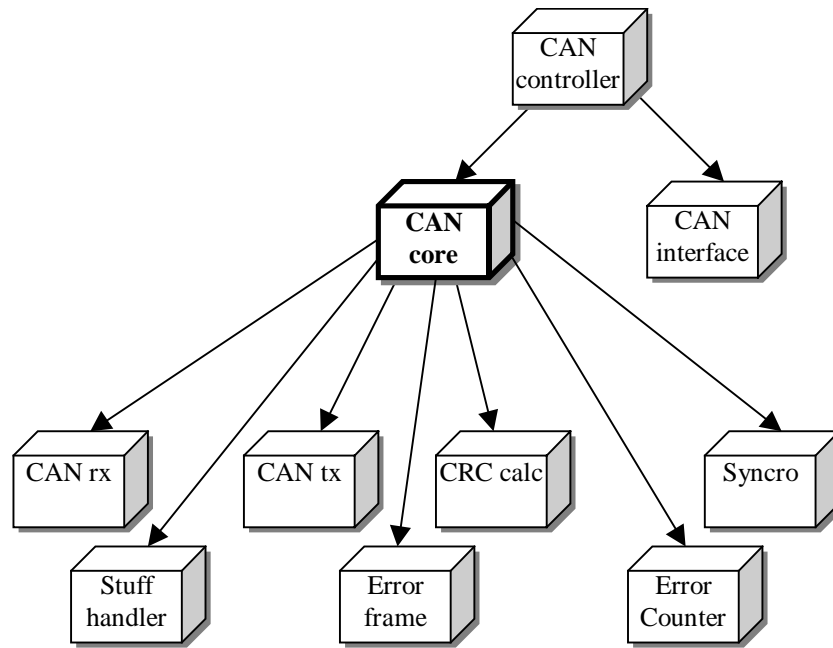 CAN
controller
CAN
core
CAN
interface
CAN rx
CAN tx
CRC calc
Syncro
Stuff
handler
Error
frame
Error
Counter